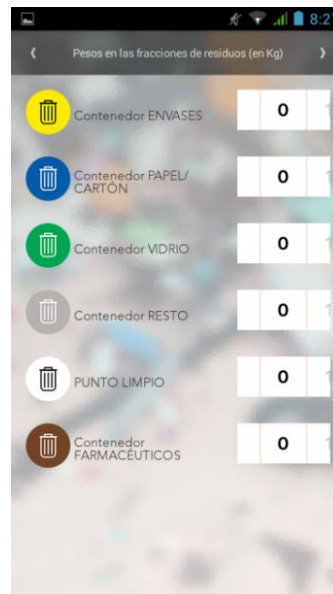 8:2
‹ Pesos en las fracciones de residuos (en Kg) ›
Contenedor ENVASES 0
Contenedor PAPEL/
CARTÓN 0
Contenedor VIDRIO 0
Contenedor RESTO 0
PUNTO LIMPIO 0
Contenedor
FARMACÉUTICOS 0